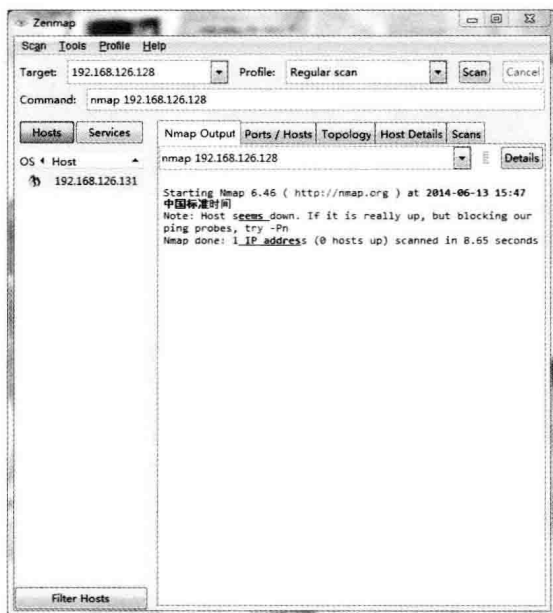 Zenmap
Scan Tools Profile Help
Target: 192.168.126.128 Profile: Regular scan Scan Cancel
Command: nmap 192.168.126.128
Hosts Services
OS Host
192.168.126.131
Filter Hosts
Nmap Output Ports / Hosts Topology Host Details Scans
nmap 192.168.126.128 Details
Starting Nmap 6.46 ( http://nmap.org ) at 2014-06-13 15:47
中国标准时间
Note: Host seems down. If it is really up, but blocking our
ping probes, try -Pn
Nmap done: 1 IP address (0 hosts up) scanned in 8.65 seconds